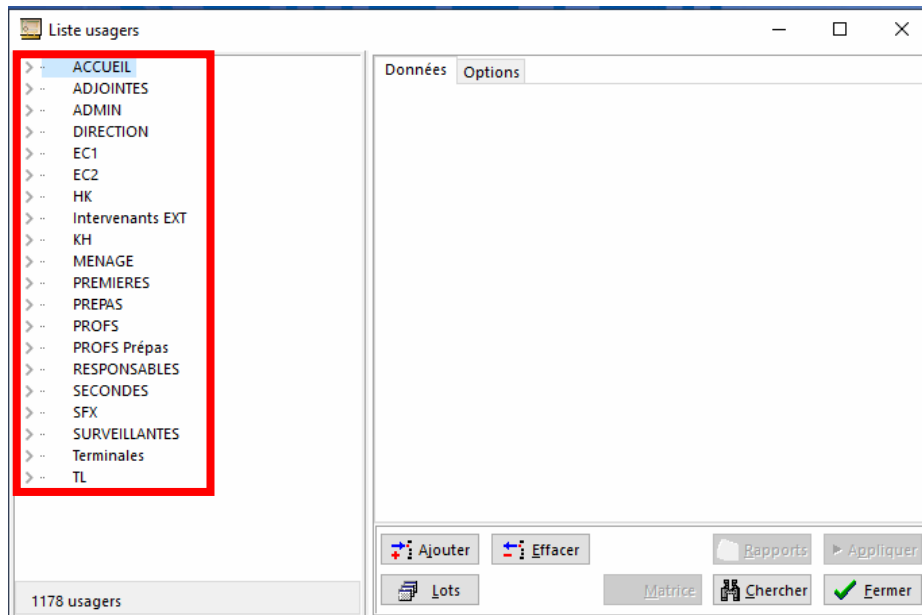 Liste usagers
ACCUEIL
ADJOINTES
ADMIN
DIRECTION
EC1
EC2
HK
Intervenants EXT
KH
MENAGE
PREMIERES
PREPAS
PROFS
PROFS Prépas
RESPONSABLES
SECONDES
SFX
SURVEILLANTES
Terminales
TL
1178 usagers
Données Options
Ajouter Effacer Rapports Appliquer
Lots Matrice Chercher Fermer